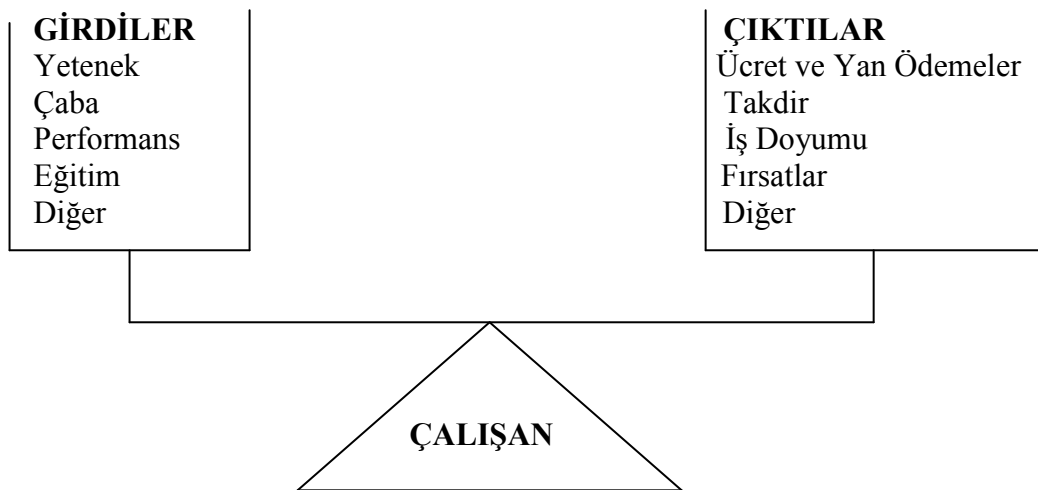 GİRDİLER
Yetenek
Çaba
Performans
Eğitim
Diğer
ÇIKTILAR
Ücret ve Yan Ödemeler
Takdir
İş Doyumu
Fırsatlar
Diğer
ÇALIŞAN